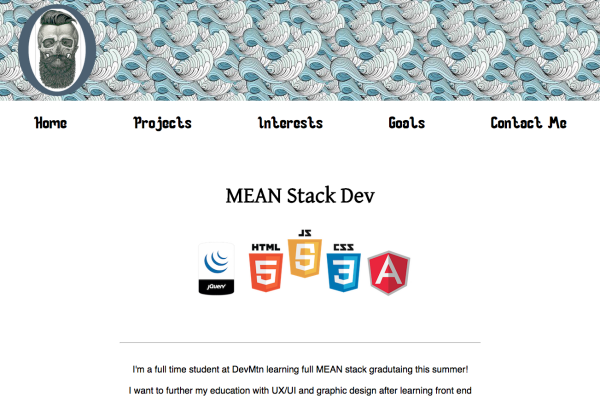 Home Projects Interests Goals Contact Me
MEAN Stack Dev
JS
HTML CSS
5 5 3 A
jQuery
I'm a full time student at DevMtn learning full MEAN stack gradutaing this summer!
I want to further my education with UX/UI and graphic design after learning front end